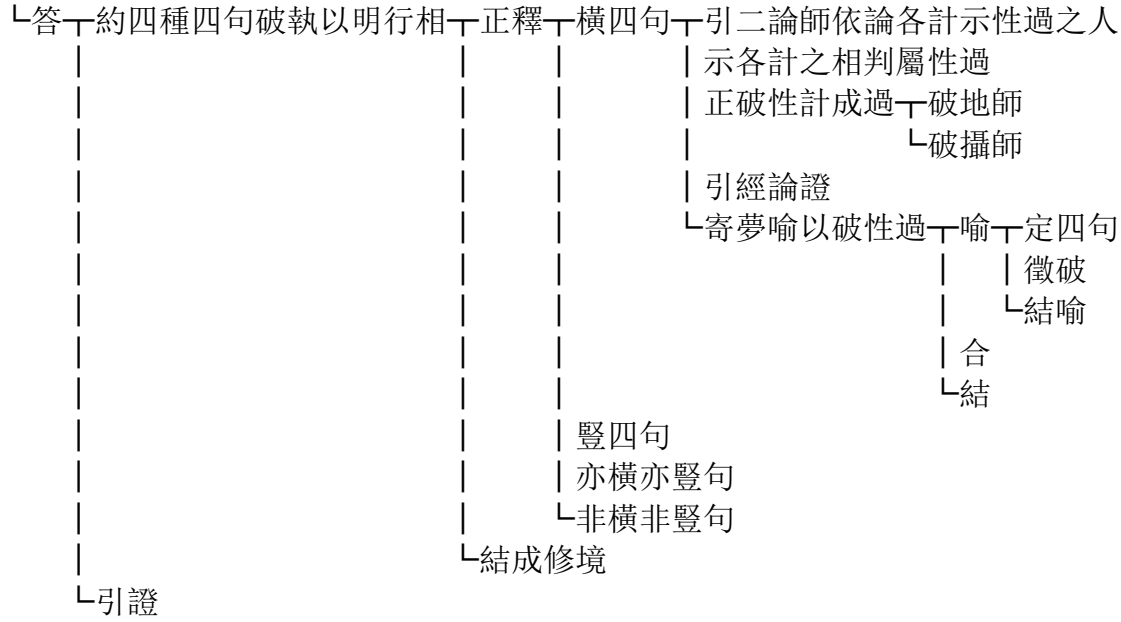 └答┬約四種四句破執以明行相┬正釋┬橫四句┬引二論師依論各計示性過之人
示各計之相判屬性過
正破性計成過┬破地師
└破攝師
引經論證
└寄夢喻以破性過┬喻┬定四句
徵破
└結喻
合
└結
豎四句
亦橫亦豎句
└非橫非豎句
└結成修境
└引證